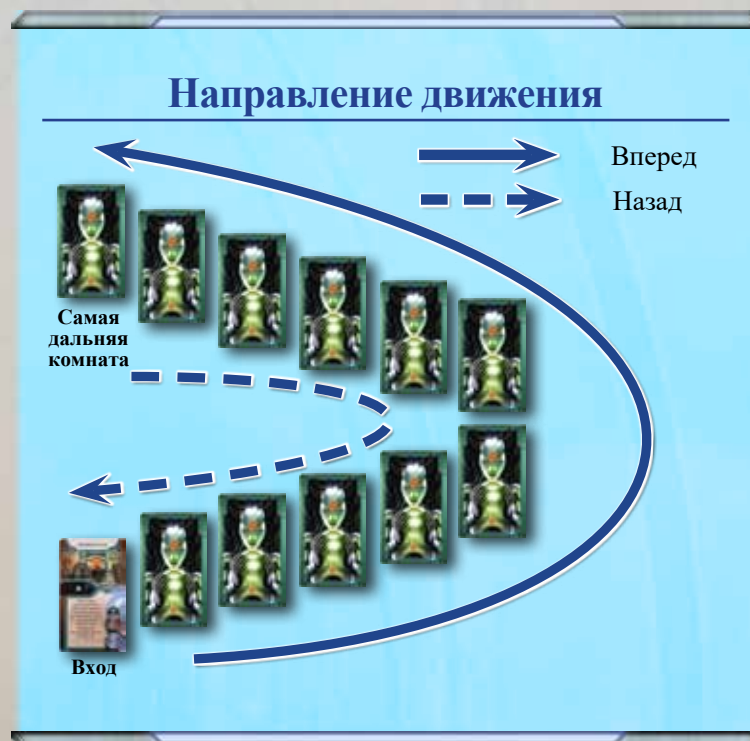 Направление движения
Вперед
Назад
Самая
дальняя
комната
Вход